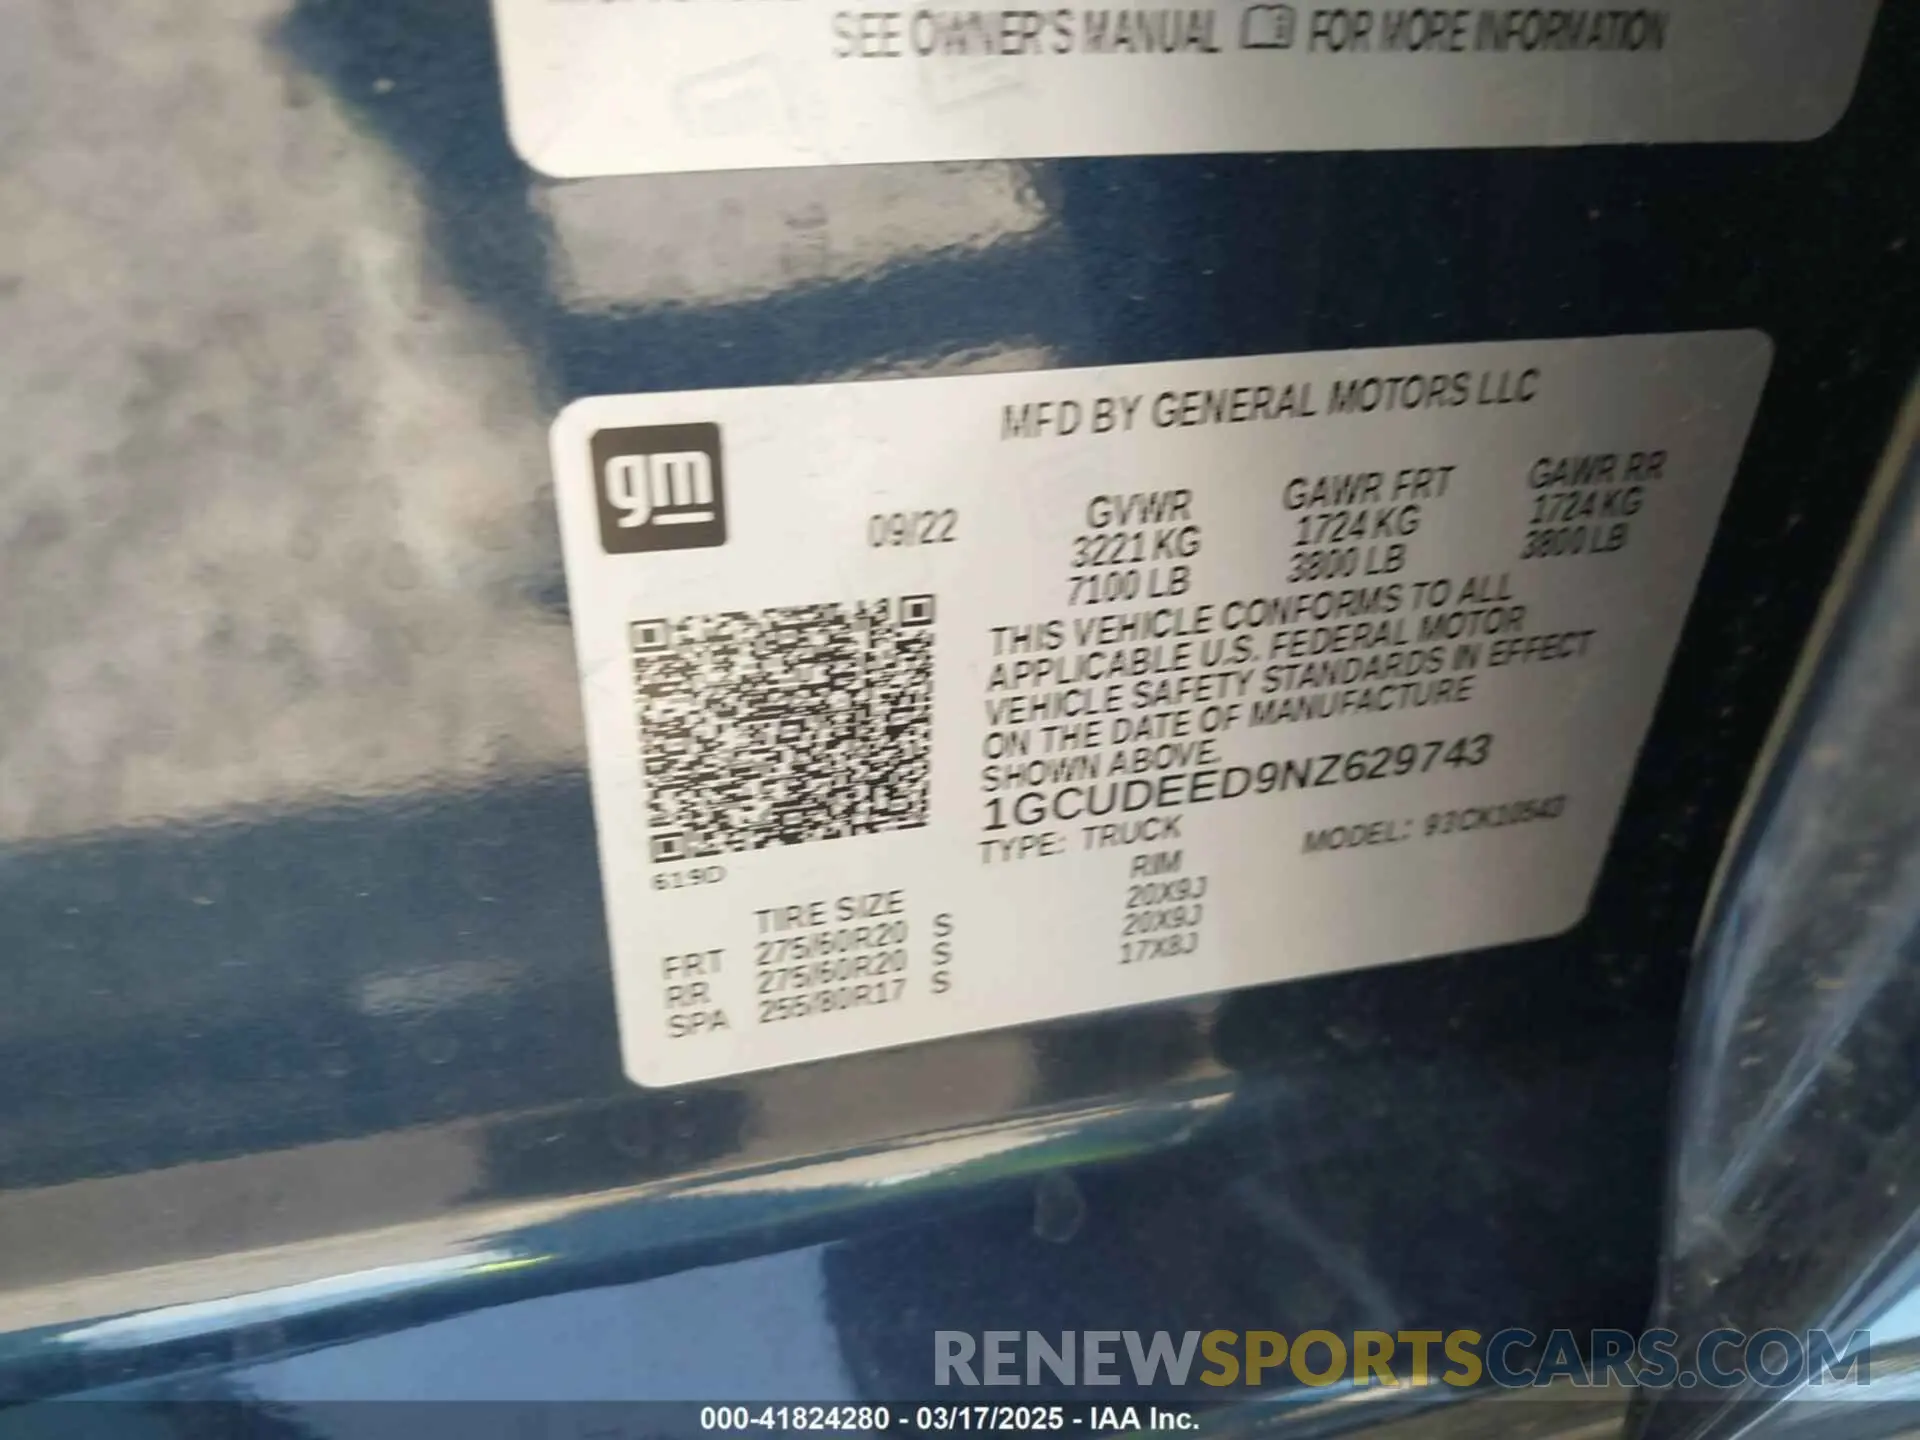 SEE OWNER'S MANUAL FOR MORE INFORMATION
gm
MFD BY GENERAL MOTORS LLC
09/22
GVWR GAWR FRT GAWR RR
3221 KG 1724 KG 1724 KG
7100 LB 3800 LB 3800 LB
THIS VEHICLE CONFORMS TO ALL
APPLICABLE U.S. FEDERAL MOTOR
VEHICLE SAFETY STANDARDS IN EFFECT
ON THE DATE OF MANUFACTURE
SHOWN ABOVE.
1GCUDEED9NZ629743
TYPE: TRUCK MODEL: 93CK10543
619D
TIRE SIZE RIM
FRT 275/60R20 S 20X9J
RR 275/60R20 S 20X9J
SPA 255/80R17 S 17X8J
RENEWSPORTSCARS.COM
000-41824280 - 03/17/2025 - IAA Inc.